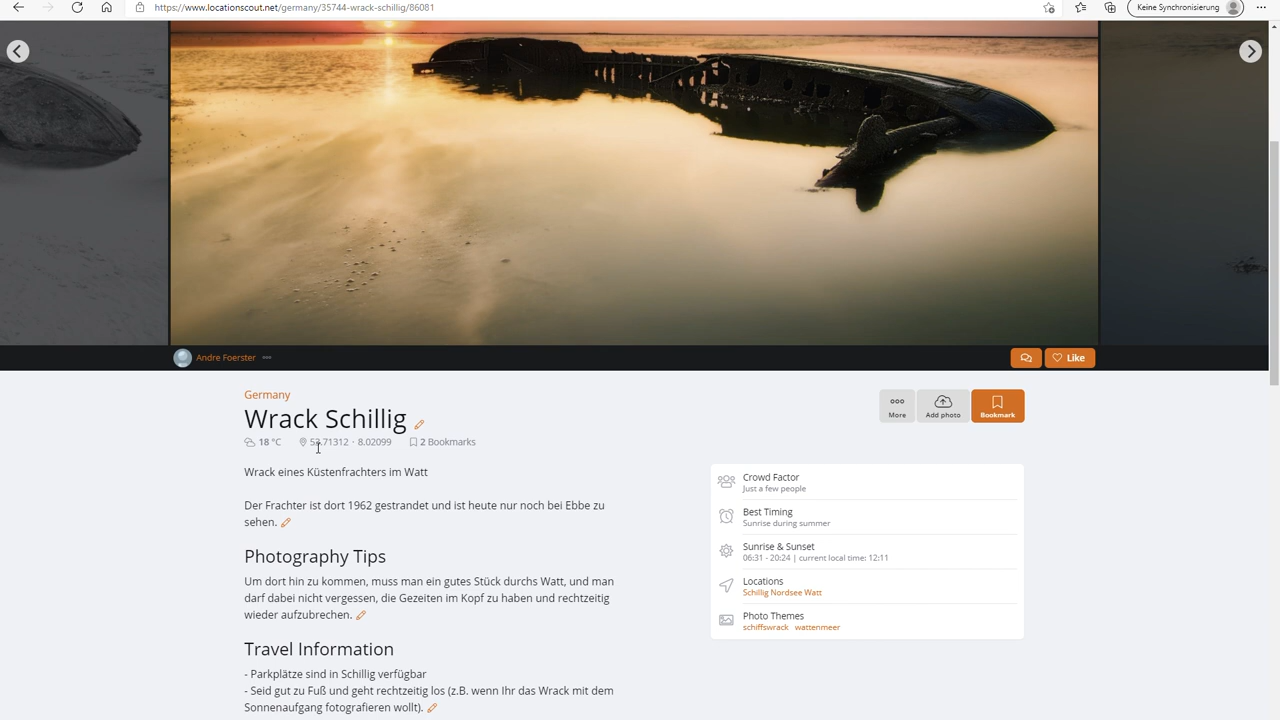 https://www.locationscout.net/germany/35744-wrack-schillig/86081
Keine Synchronisierung
Andre Foerster
Like
Germany
Wrack Schillig
More
Add photo
Bookmark
18 °C 53.71312 · 8.02099 2 Bookmarks
Wrack eines Küstenfrachters im Watt
Der Frachter ist dort 1962 gestrandet und ist heute nur noch bei Ebbe zu
sehen.
Photography Tips
Um dort hin zu kommen, muss man ein gutes Stück durchs Watt, und man
darf dabei nicht vergessen, die Gezeiten im Kopf zu haben und rechtzeitig
wieder aufzubrechen.
Travel Information
- Parkplätze sind in Schillig verfügbar
- Seid gut zu Fuß und geht rechtzeitig los (z.B. wenn Ihr das Wrack mit dem
Sonnenaufgang fotografieren wollt).
Crowd Factor
Just a few people
Best Timing
Sunrise during summer
Sunrise & Sunset
06:31 - 20:24 | current local time: 12:11
Locations
Schillig Nordsee Watt
Photo Themes
schiffswrack wattenmeer